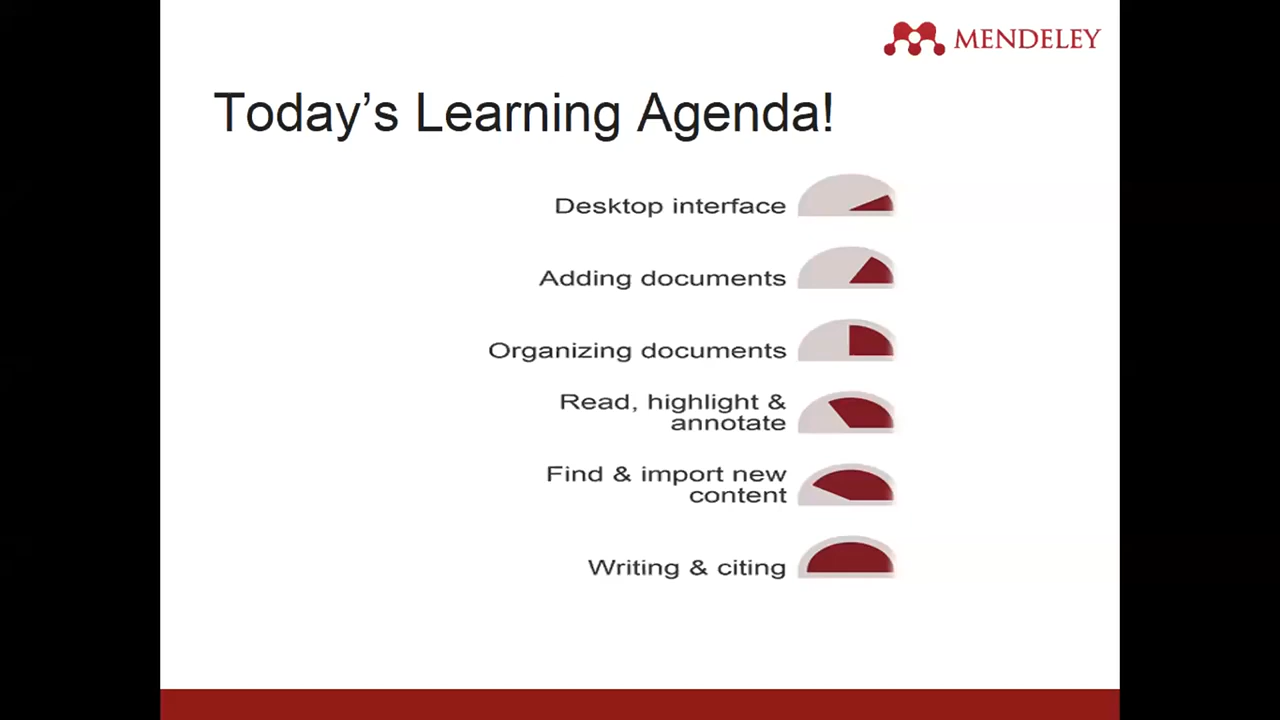 MENDELEY
Today’s Learning Agenda!
Desktop interface
Adding documents
Organizing documents
Read, highlight &
annotate
Find & import new
content
Writing & citing